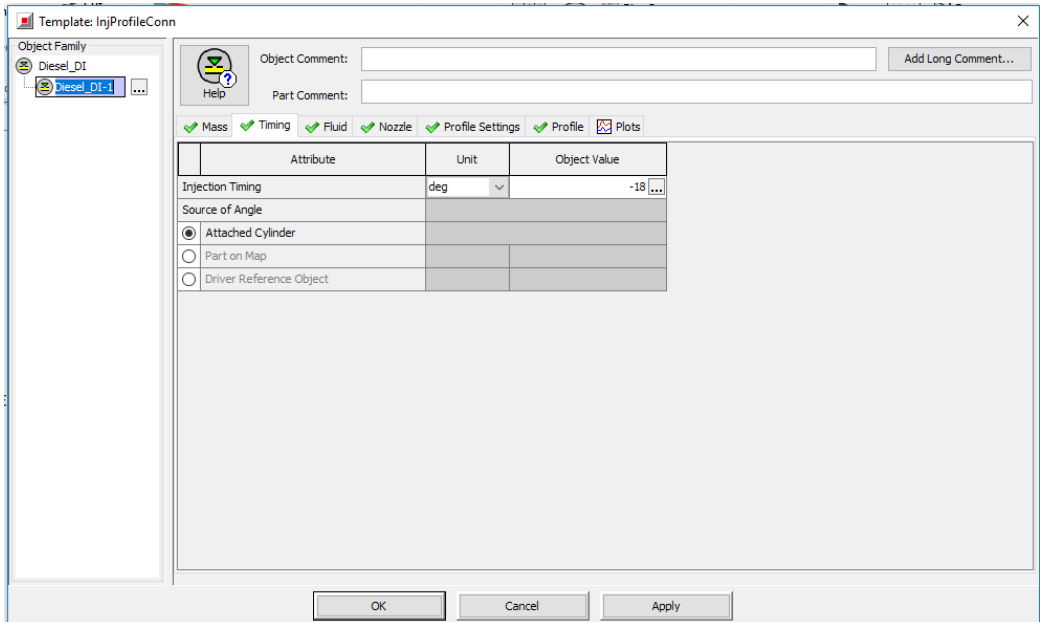 Template: InjProfileConn
Object Family
Diesel_DI
Diesel_DI-1
...
Help
Object Comment:
Add Long Comment...
Part Comment:
Mass Timing Fluid Nozzle Profile Settings Profile Plots
Attribute Unit Object Value
Injection Timing deg -18 ...
Source of Angle
Attached Cylinder
Part on Map
Driver Reference Object
OK Cancel Apply